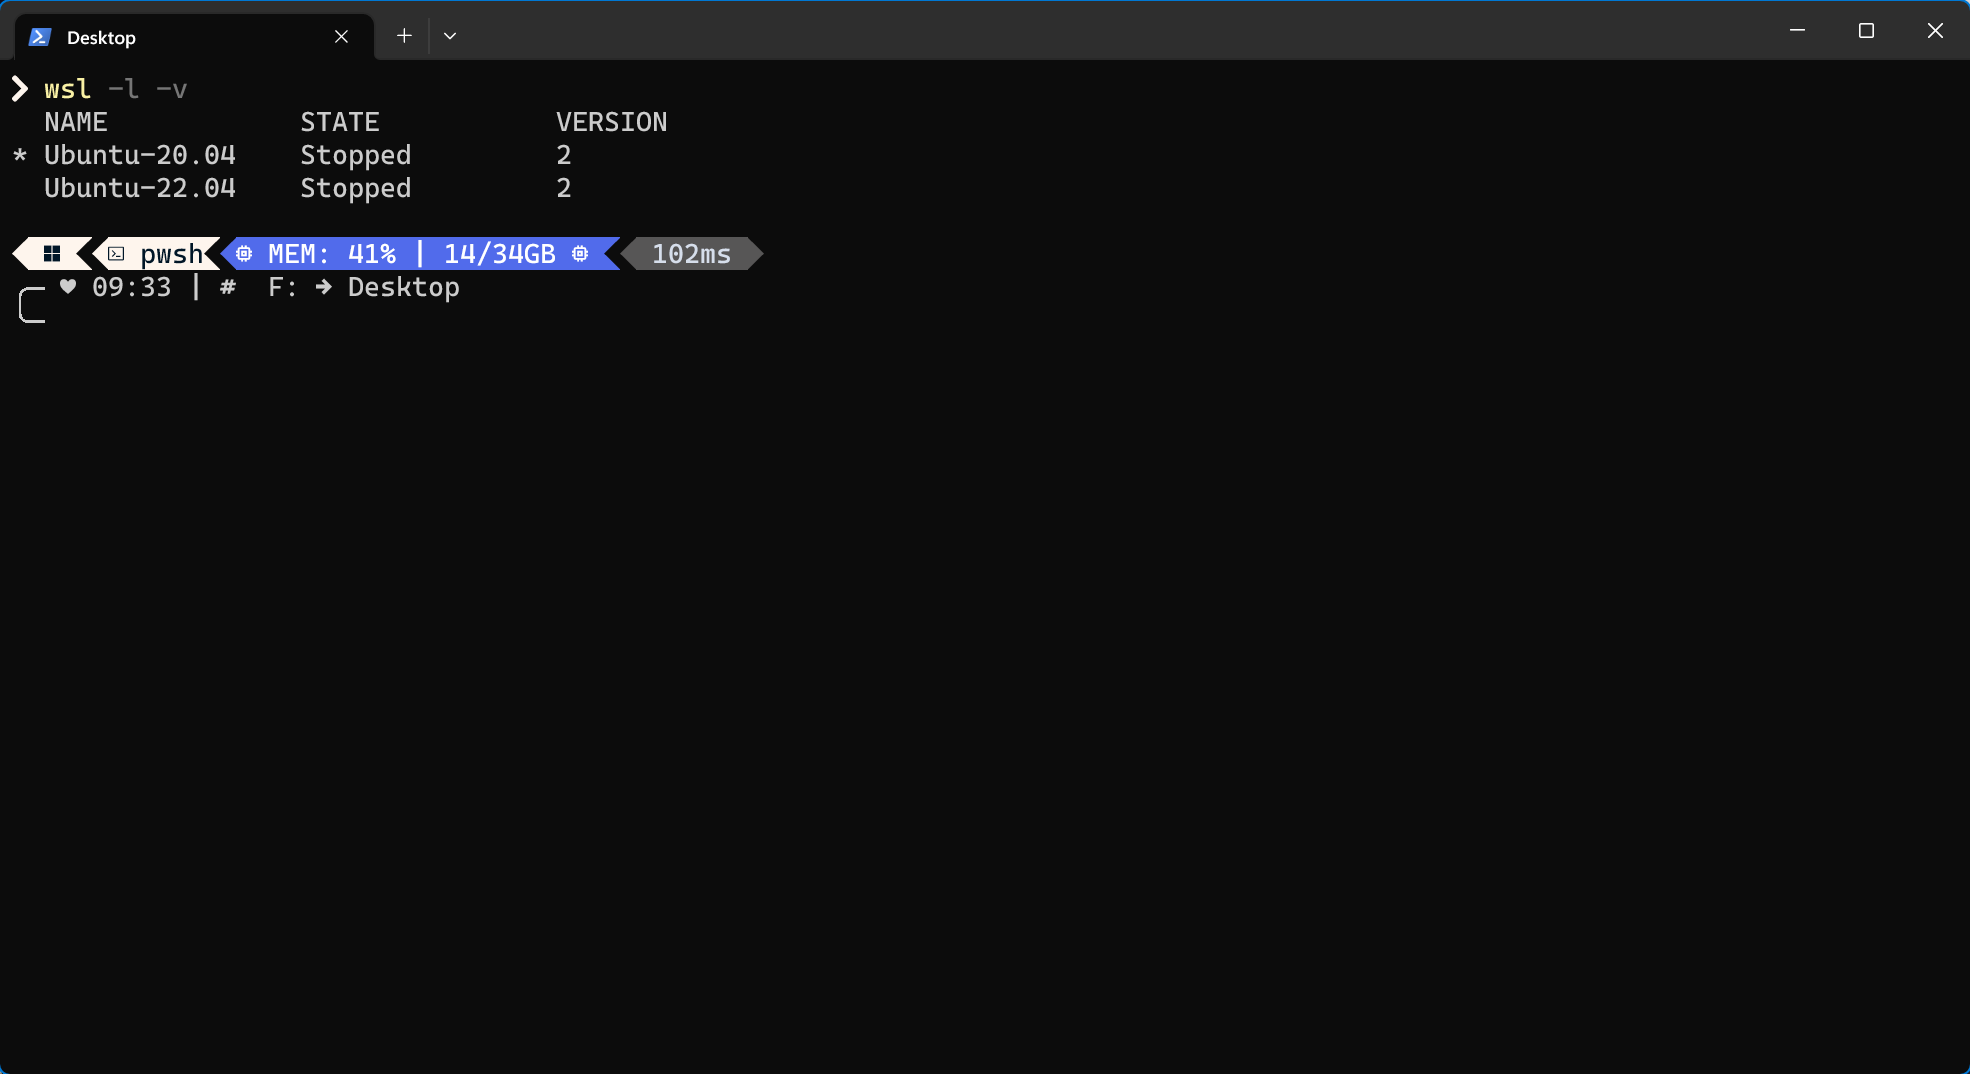 Desktop
❯ wsl -l -v
  NAME            STATE           VERSION
* Ubuntu-20.04    Stopped         2
  Ubuntu-22.04    Stopped         2
pwsh MEM: 41% | 14/34GB 102ms
♥ 09:33 | #  F: → Desktop